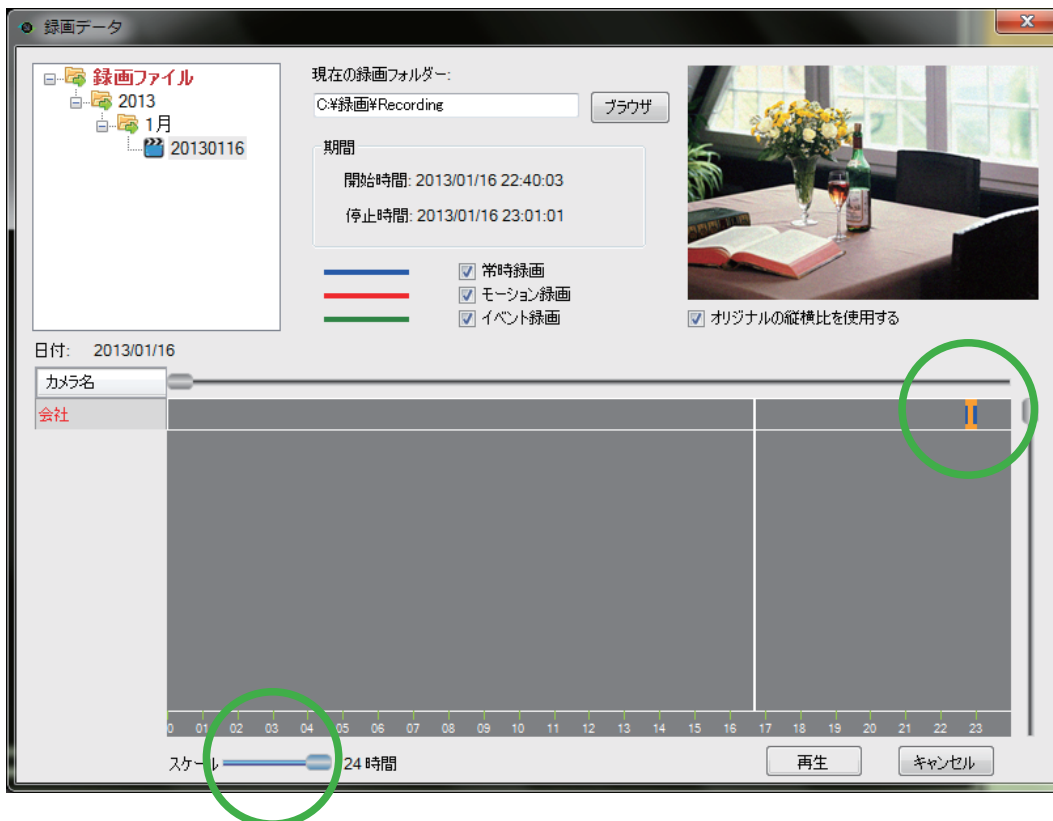 録画データ
録画ファイル
2013
1月
20130116
現在の録画フォルダー:
C:¥録画¥Recording
ブラウザ
期間
開始時間: 2013/01/16 22:40:03
停止時間: 2013/01/16 23:01:01
常時録画
モーション録画
イベント録画
オリジナルの縦横比を使用する
日付: 2013/01/16
カメラ名
会社
0 01 02 03 04 05 06 07 08 09 10 11 12 13 14 15 16 17 18 19 20 21 22 23
スケール 24 時間
再生
キャンセル